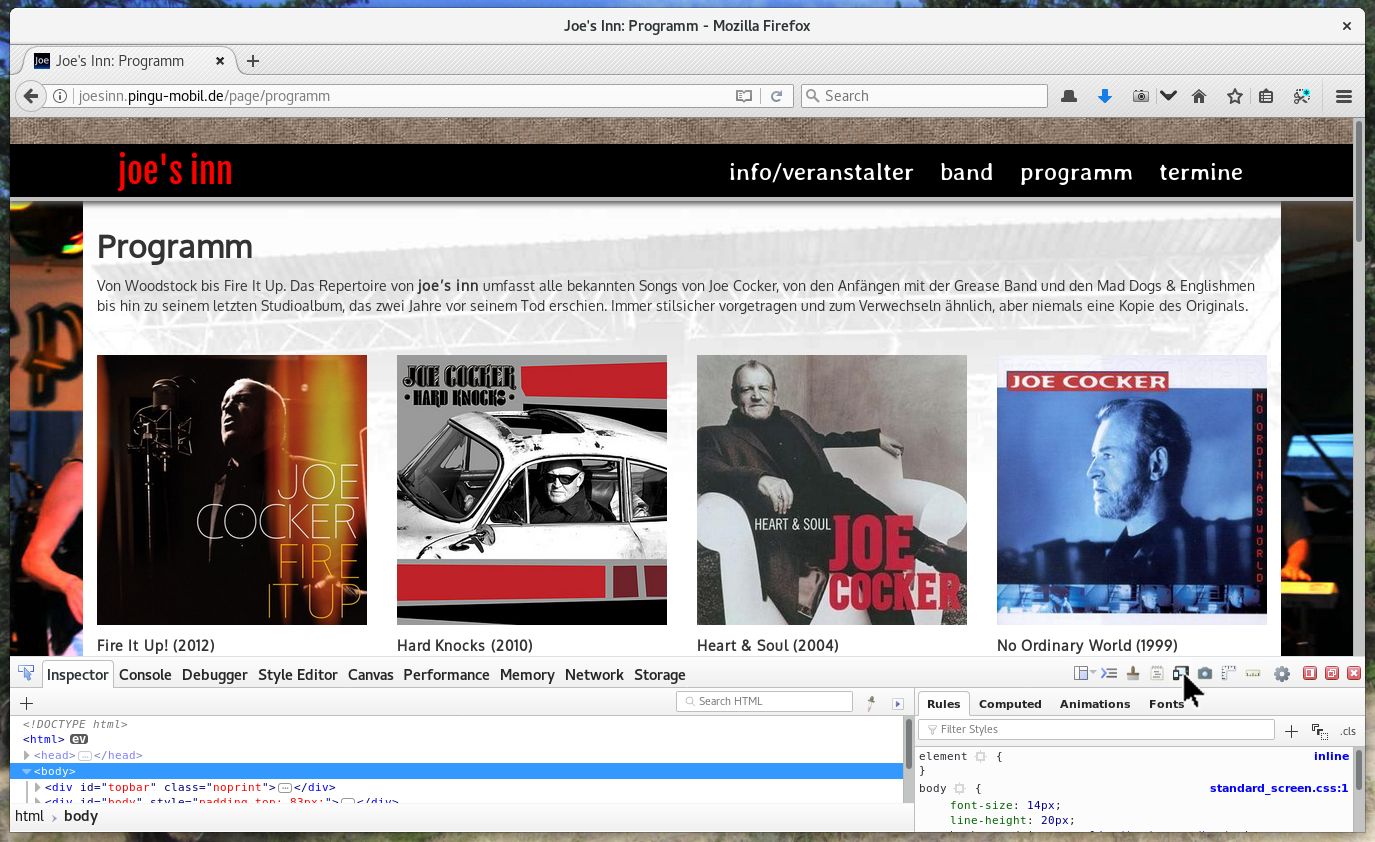 Joe's Inn: Programm - Mozilla Firefox
Joe
Joe's Inn: Programm
joesinn.pingu-mobil.de/page/programm
Search
joe's inn
info/veranstalter band programm termine
Programm
Von Woodstock bis Fire It Up. Das Repertoire von joe's inn umfasst alle bekannten Songs von Joe Cocker, von den Anfängen mit der Grease Band und den Mad Dogs & Englishmen
bis hin zu seinem letzten Studioalbum, das zwei Jahre vor seinem Tod erschien. Immer stilsicher vorgetragen und zum Verwechseln ähnlich, aber niemals eine Kopie des Originals.
JOE
COCKER
FIRE
IT UP
JOE COCKER
• HARD KNOCKS •
HEART & SOUL
JOE
COCKER
JOE COCKER
NO ORDINARY WORLD
Fire It Up! (2012)
Hard Knocks (2010)
Heart & Soul (2004)
No Ordinary World (1999)
Inspector Console Debugger Style Editor Canvas Performance Memory Network Storage
Search HTML
Rules Computed Animations Fonts
<!DOCTYPE html>
<html> ev
<head></head>
<body>
<div id="topbar" class="noprint"></div>
<div id="body" style="padding-top: 83px;"></div>
html › body
Filter Styles
.cls
element { inline
}
body { standard_screen.css:1
font-size: 14px;
line-height: 20px;